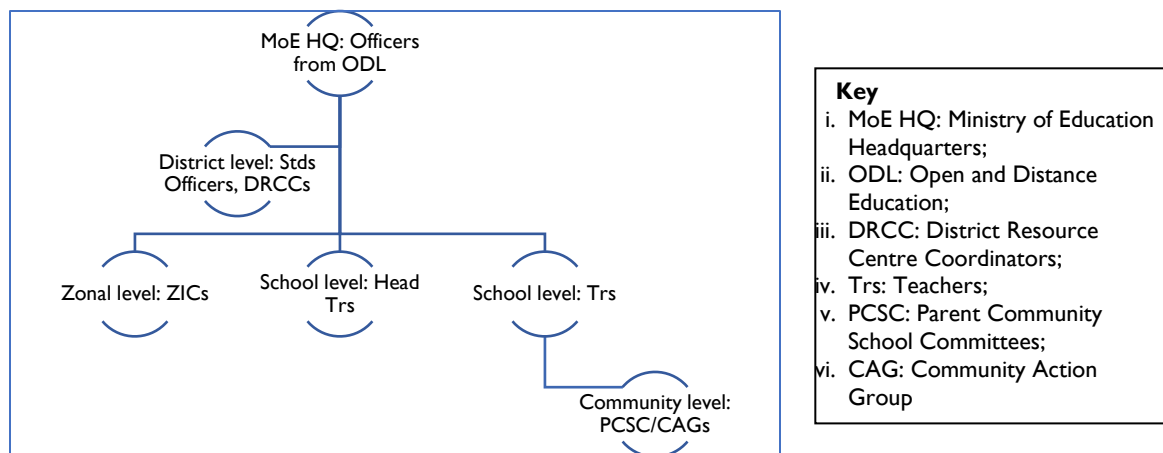 MoE HQ: Officers
from ODL
District level: Stds
Officers, DRCCs
Zonal level: ZICs
School level: Head
Trs
School level: Trs
Community level:
PCSC/CAGs
Key
i. MoE HQ: Ministry of Education
Headquarters;
ii. ODL: Open and Distance
Education;
iii. DRCC: District Resource
Centre Coordinators;
iv. Trs: Teachers;
v. PCSC: Parent Community
School Committees;
vi. CAG: Community Action
Group